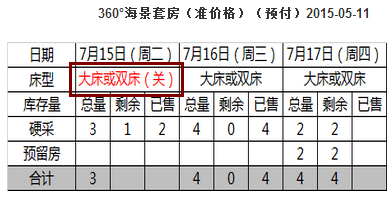 360°海景套房（准价格）（预付）2015-05-11
日期 7月15日（周二） 7月16日（周三） 7月17日（周四）
床型 大床或双床（关） 大床或双床 大床或双床
库存量 总量 剩余 已售 总量 剩余 已售 总量 剩余 已售
硬采 3 1 2 4 0 4 2 2
预留房 2 2
合计 3 4 0 4 4 4